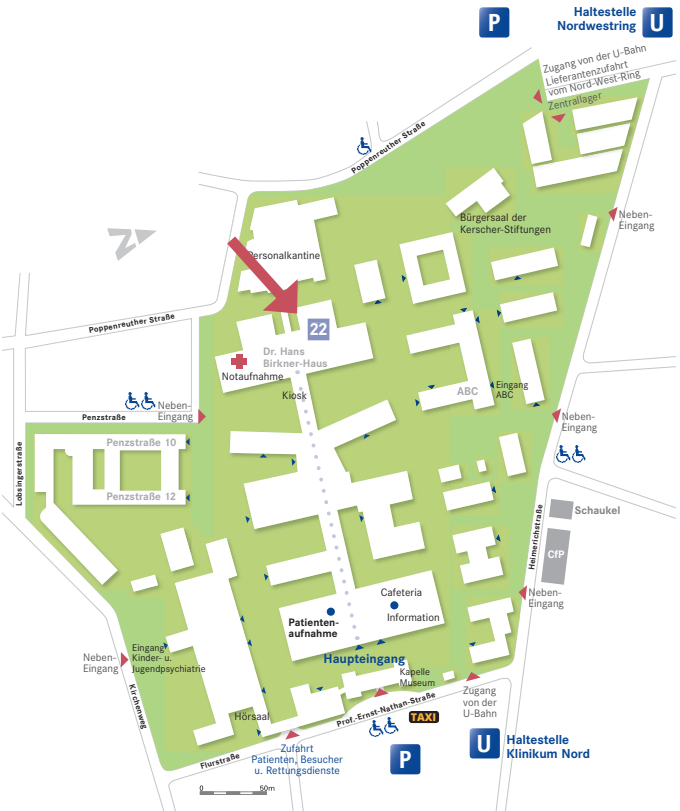 P
Haltestelle
Nordwestring
U
Zugang von der U-Bahn
Lieferantenzufahrt
vom Nord-West-Ring
Zentrallager
Poppenreuther Straße
Neben-
Eingang
Bürgersaal der
Kerscher-Stiftungen
Personalkantine
N
Poppenreuther Straße
22
Dr. Hans
Birkner-Haus
Notaufnahme
Kiosk
ABC
Eingang
ABC
Neben-
Eingang
Penzstraße
Neben-
Eingang
Penzstraße 10
Penzstraße 12
Lobsingerstraße
Schaukel
CfP
Heimerichstraße
Neben-
Eingang
Cafeteria
Information
Patienten-
aufnahme
Haupteingang
Kapelle
Museum
Eingang
Kinder- u.
Jugendpsychiatrie
Neben-
Eingang
Kirchenweg
Hörsaal
Prof.-Ernst-Nathan-Straße
TAXI
Zugang
von der
U-Bahn
Flurstraße
Zufahrt
Patienten, Besucher
u. Rettungsdienste
P
U
Haltestelle
Klinikum Nord
0
50m